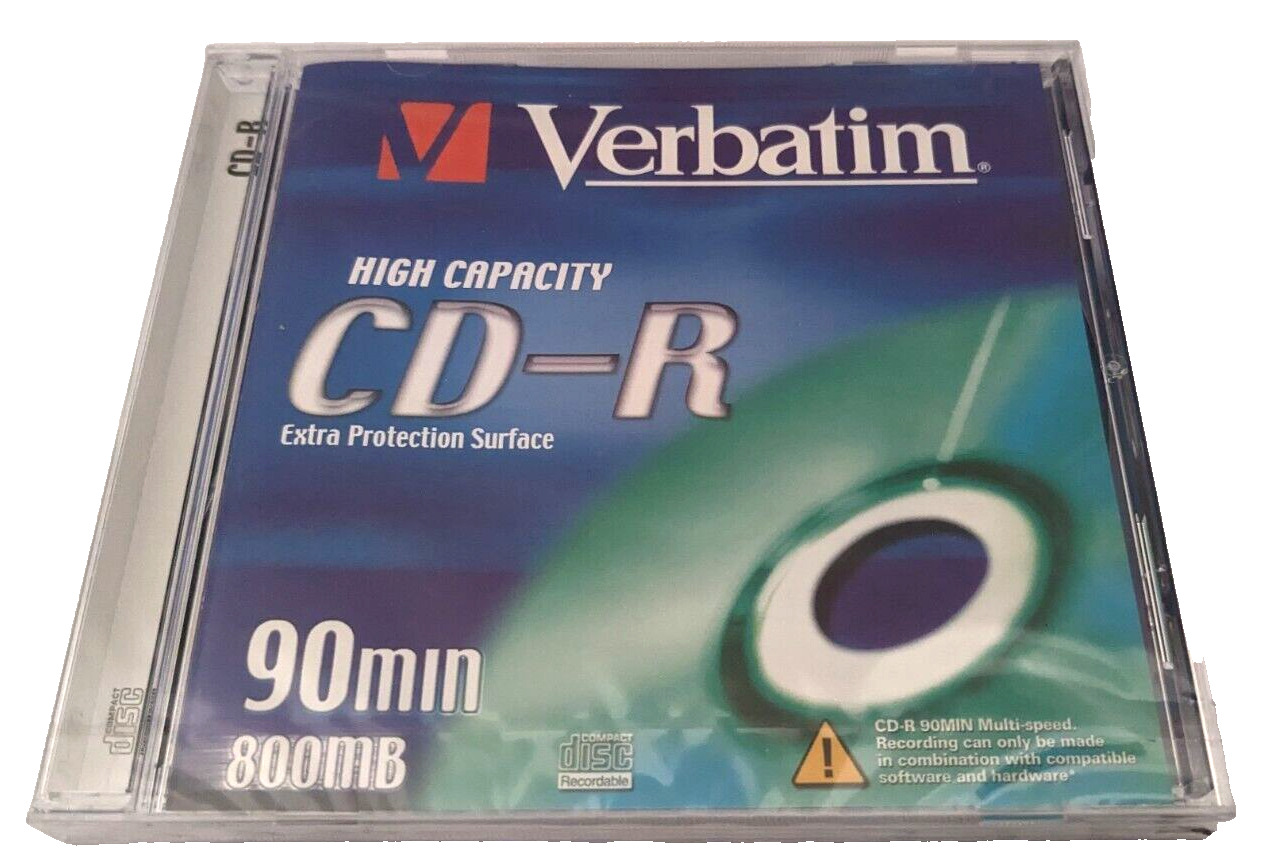 CD-R
Verbatim®
HIGH CAPACITY
CD-R
Extra Protection Surface
90min
800MB
COMPACT
disc
Recordable
CD-R 90MIN Multi-speed.
Recording can only be made
in combination with compatible
software and hardware*
COMPACT
disc